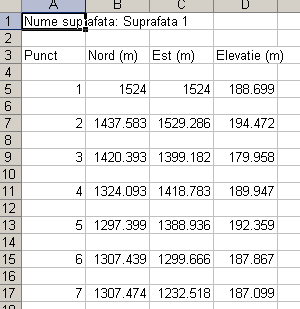 A B C D
1 Nume suprafata: Suprafata 1
2
3 Punct Nord (m) Est (m) Elevatie (m)
4
5 1 1524 1524 188.699
6
7 2 1437.583 1529.286 194.472
8
9 3 1420.393 1399.182 179.958
10
11 4 1324.093 1418.783 189.947
12
13 5 1297.399 1388.936 192.359
14
15 6 1307.439 1299.666 187.867
16
17 7 1307.474 1232.518 187.099